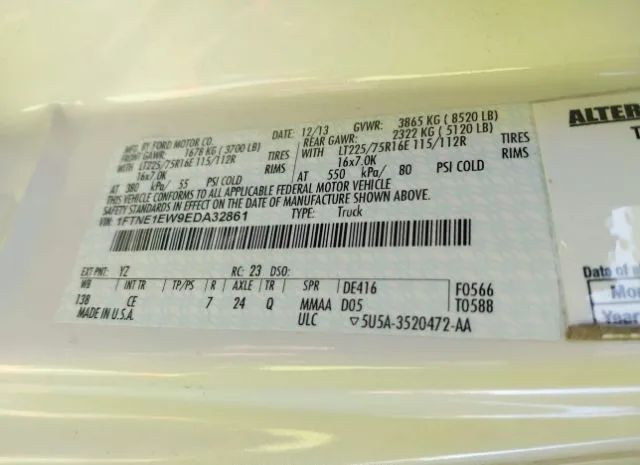 MFD. BY FORD MOTOR CO.
DATE: 12/13 GVWR: 3865 KG ( 8520 LB)
FRONT GAWR: 1678 KG ( 3700 LB)
REAR GAWR: 2322 KG ( 5120 LB)
WITH LT225/75R16E 115/112R TIRES
WITH LT225/75R16E 115/112R TIRES
16x7.0K
16x7.0K
AT 380 kPa/ 55 PSI COLD
AT 550 kPa/ 80 PSI COLD
THIS VEHICLE CONFORMS TO ALL APPLICABLE FEDERAL MOTOR VEHICLE
SAFETY STANDARDS IN EFFECT ON THE DATE OF MANUFACTURE SHOWN ABOVE.
VIN: 1FTNE1EW9EDA32861
TYPE: Truck
EXT PNT: YZ RC: 23 DSO:
WB INT TR TP/PS R AXLE TR SPR DE416 F0566
138 CE 7 24 Q MMAA D05 T0588
MADE IN U.S.A. ULC ▽5U5A-3520472-AA
ALTER
T
Date of
Mo
Year